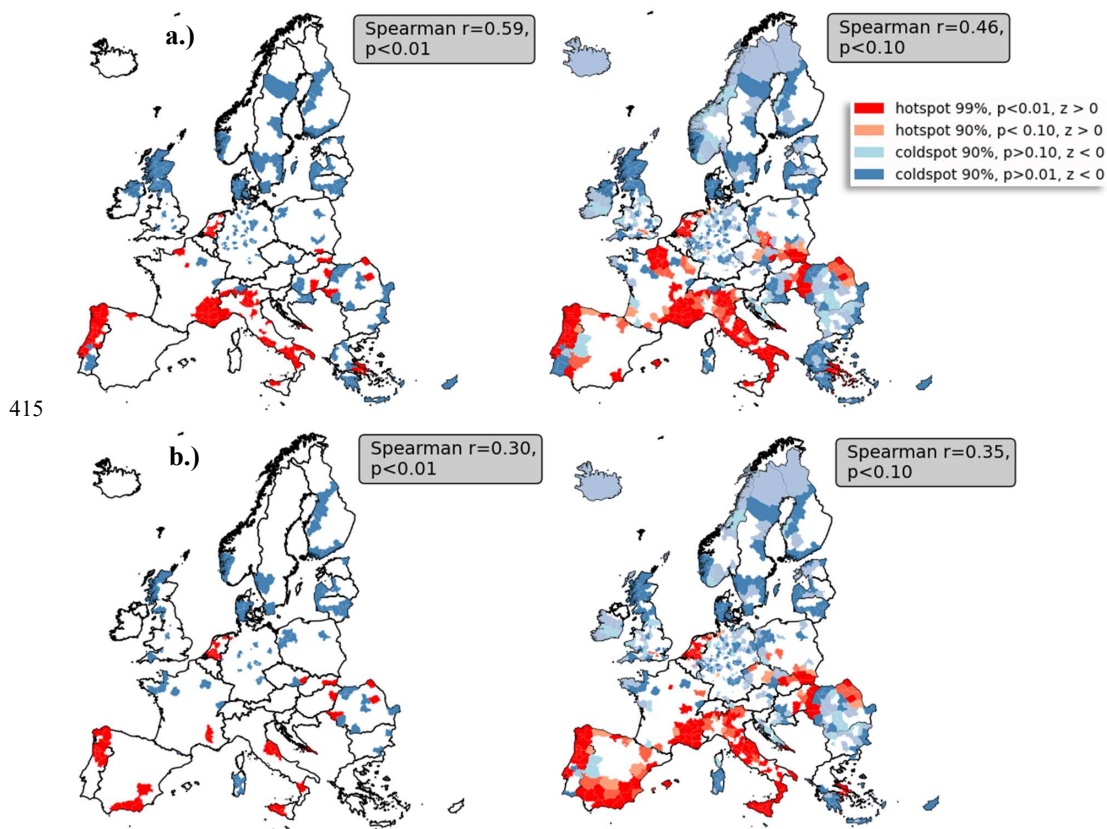 a.)
Spearman r=0.59,
p<0.01
Spearman r=0.46,
p<0.10
hotspot 99%, p<0.01, z > 0
hotspot 90%, p< 0.10, z > 0
coldspot 90%, p>0.10, z < 0
coldspot 90%, p>0.01, z < 0
415
b.)
Spearman r=0.30,
p<0.01
Spearman r=0.35,
p<0.10